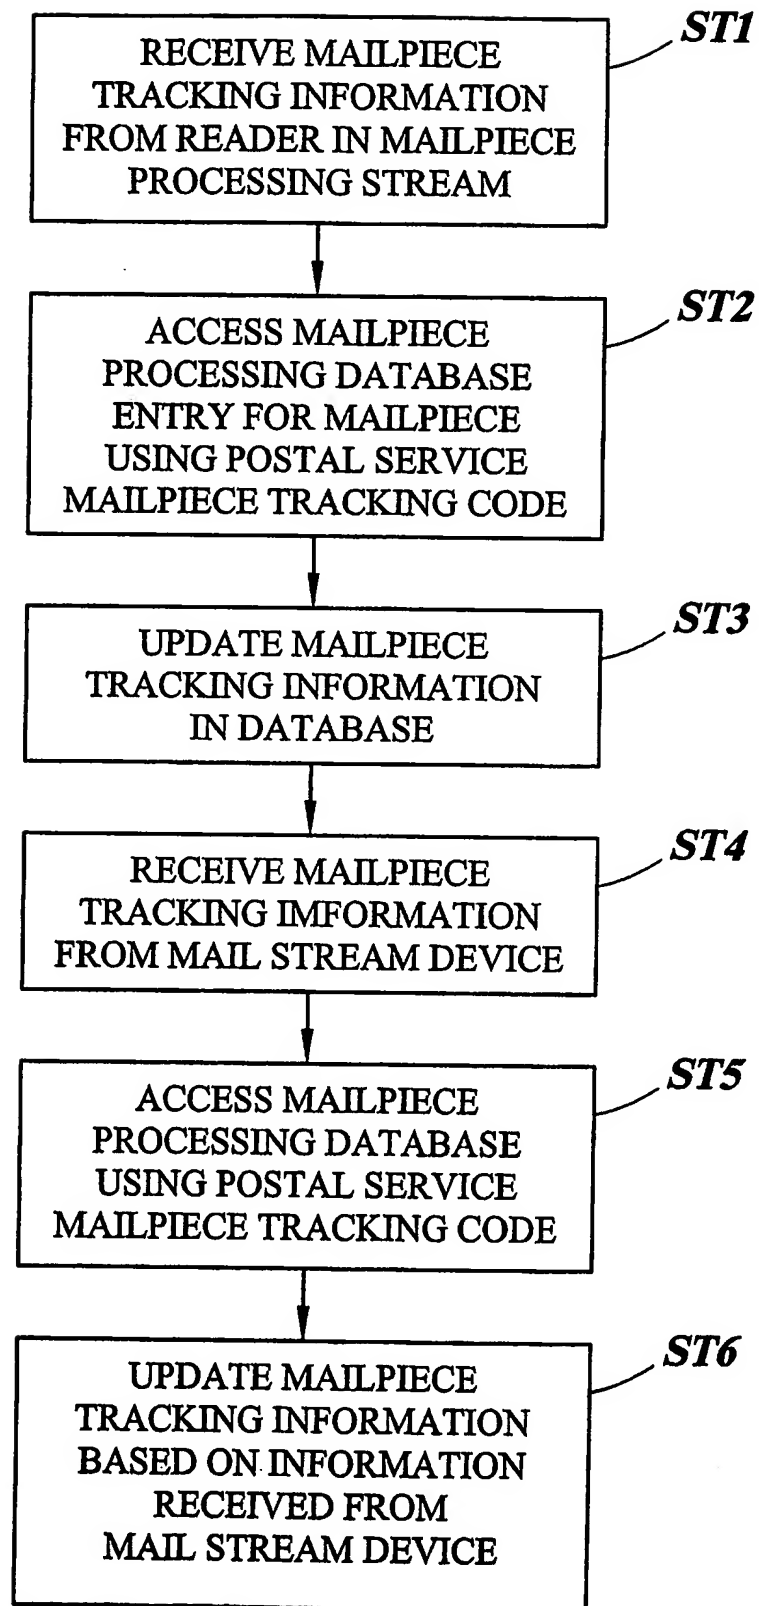 ST1
RECEIVE MAILPIECE
TRACKING INFORMATION
FROM READER IN MAILPIECE
PROCESSING STREAM
ST2
ACCESS MAILPIECE
PROCESSING DATABASE
ENTRY FOR MAILPIECE
USING POSTAL SERVICE
MAILPIECE TRACKING CODE
ST3
UPDATE MAILPIECE
TRACKING INFORMATION
IN DATABASE
ST4
RECEIVE MAILPIECE
TRACKING IMFORMATION
FROM MAIL STREAM DEVICE
ST5
ACCESS MAILPIECE
PROCESSING DATABASE
USING POSTAL SERVICE
MAILPIECE TRACKING CODE
ST6
UPDATE MAILPIECE
TRACKING INFORMATION
BASED ON INFORMATION
RECEIVED FROM
MAIL STREAM DEVICE